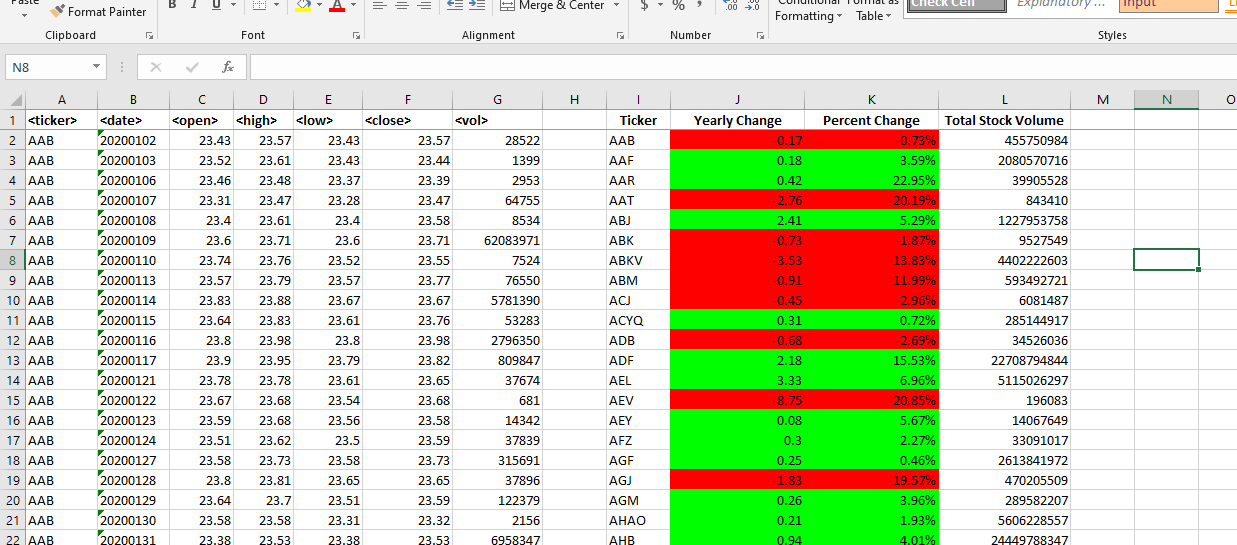 Paste Format Painter B I U Merge & Center $ % , Conditional Format as Check Cell Explanatory ... Input
Formatting Table
Clipboard Font Alignment Number Styles
N8 fx
A B C D E F G H I J K L M N O
1 <ticker> <date> <open> <high> <low> <close> <vol> Ticker Yearly Change Percent Change Total Stock Volume
2 AAB 20200102 23.43 23.57 23.43 23.57 28522 AAB -0.17 -0.73% 455750984
3 AAB 20200103 23.52 23.61 23.43 23.44 1399 AAF 0.18 3.59% 2080570716
4 AAB 20200106 23.46 23.48 23.37 23.39 2953 AAR 0.42 22.95% 39905528
5 AAB 20200107 23.31 23.47 23.28 23.47 64755 AAT -2.76 -20.19% 843410
6 AAB 20200108 23.4 23.61 23.4 23.58 8534 ABJ 2.41 5.29% 1227953758
7 AAB 20200109 23.6 23.71 23.6 23.71 62083971 ABK -0.73 -1.87% 9527549
8 AAB 20200110 23.74 23.76 23.52 23.55 7524 ABKV -3.53 -13.83% 4402222603
9 AAB 20200113 23.57 23.79 23.57 23.77 76550 ABM -0.91 -11.99% 593492721
10 AAB 20200114 23.83 23.88 23.67 23.67 5781390 ACJ -0.45 -2.96% 6081487
11 AAB 20200115 23.64 23.83 23.61 23.76 53283 ACYQ 0.31 0.72% 285144917
12 AAB 20200116 23.8 23.98 23.8 23.98 2796350 ADB -0.68 -2.69% 34526036
13 AAB 20200117 23.9 23.95 23.79 23.82 809847 ADF 2.18 15.53% 22708794844
14 AAB 20200121 23.78 23.78 23.61 23.65 37674 AEL 3.33 6.96% 5115026297
15 AAB 20200122 23.67 23.68 23.54 23.68 681 AEV -8.75 -20.85% 196083
16 AAB 20200123 23.59 23.68 23.56 23.58 14342 AEY 0.08 5.67% 14067649
17 AAB 20200124 23.51 23.62 23.5 23.59 37839 AFZ 0.3 2.27% 33091017
18 AAB 20200127 23.58 23.73 23.58 23.73 315691 AGF 0.25 0.46% 2613841972
19 AAB 20200128 23.8 23.81 23.65 23.65 37896 AGJ -1.83 -19.57% 470205509
20 AAB 20200129 23.64 23.7 23.51 23.59 122379 AGM 0.26 3.96% 289582207
21 AAB 20200130 23.58 23.58 23.31 23.32 2156 AHAO 0.21 1.93% 5606228557
22 AAB 20200131 23.38 23.53 23.38 23.53 6958347 AHB 0.94 4.01% 24449788347